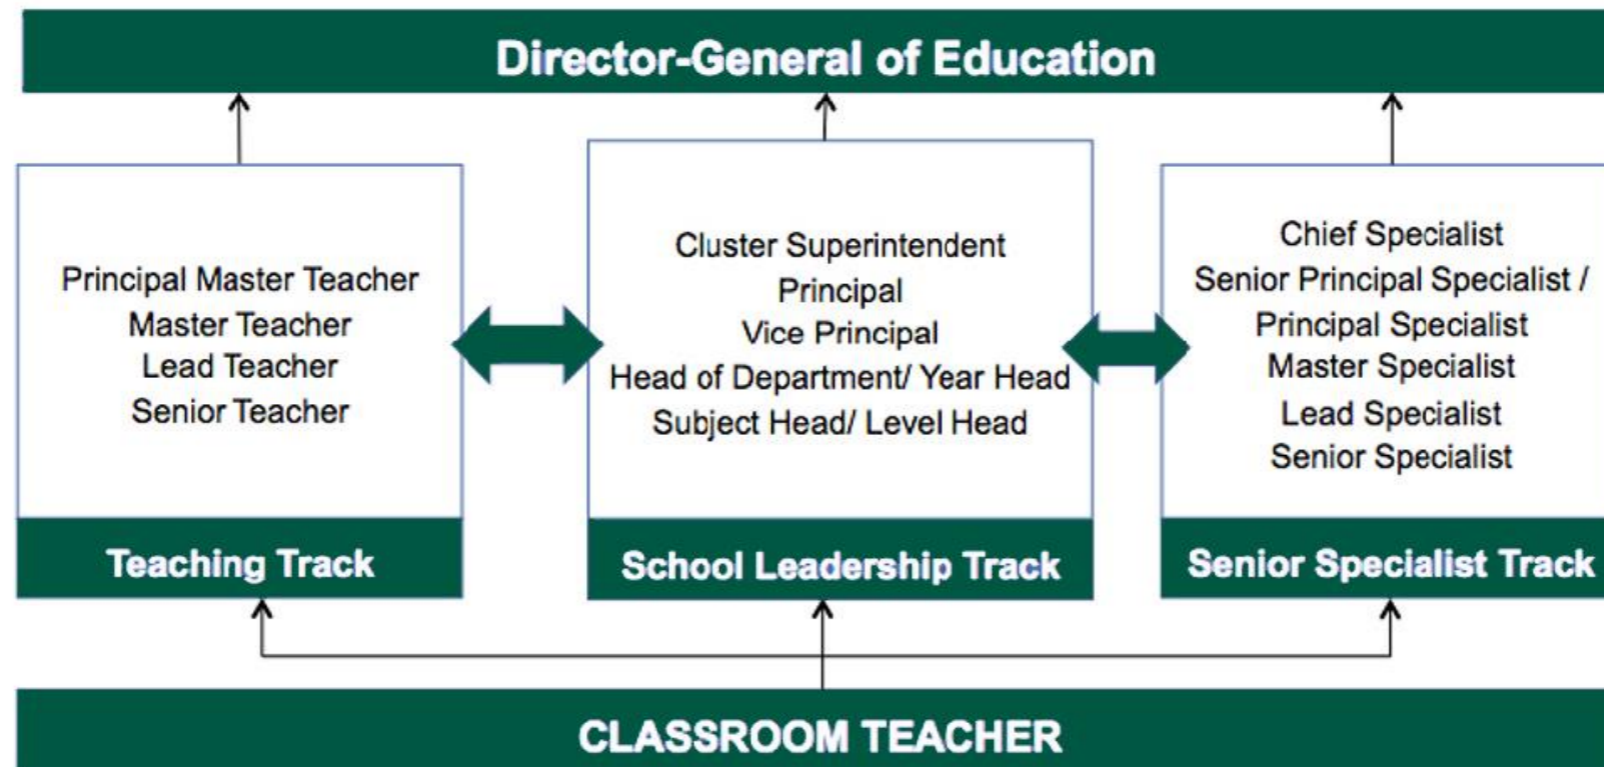 Director-General of Education
Principal Master Teacher
Master Teacher
Lead Teacher
Senior Teacher
Teaching Track
Cluster Superintendent
Principal
Vice Principal
Head of Department/ Year Head
Subject Head/ Level Head
School Leadership Track
Chief Specialist
Senior Principal Specialist /
Principal Specialist
Master Specialist
Lead Specialist
Senior Specialist
Senior Specialist Track
CLASSROOM TEACHER